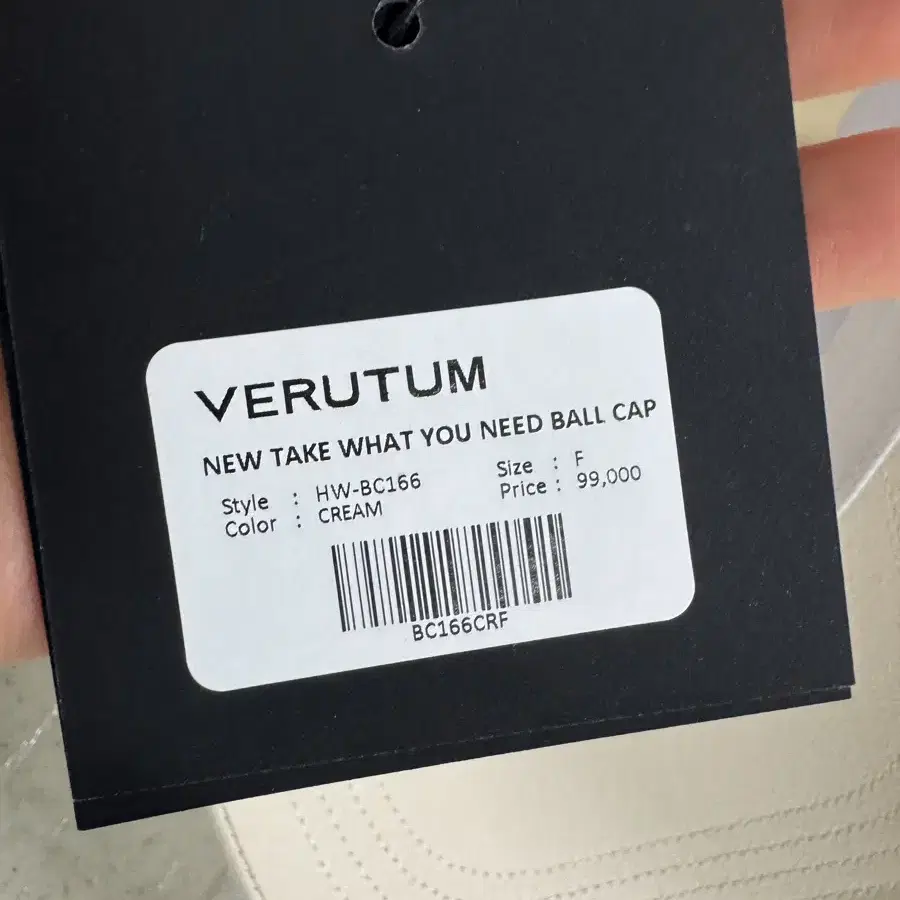 VERUTUM
NEW TAKE WHAT YOU NEED BALL CAP
Style : HW-BC166 Size : F
Color : CREAM Price : 99,000
BC166CRF